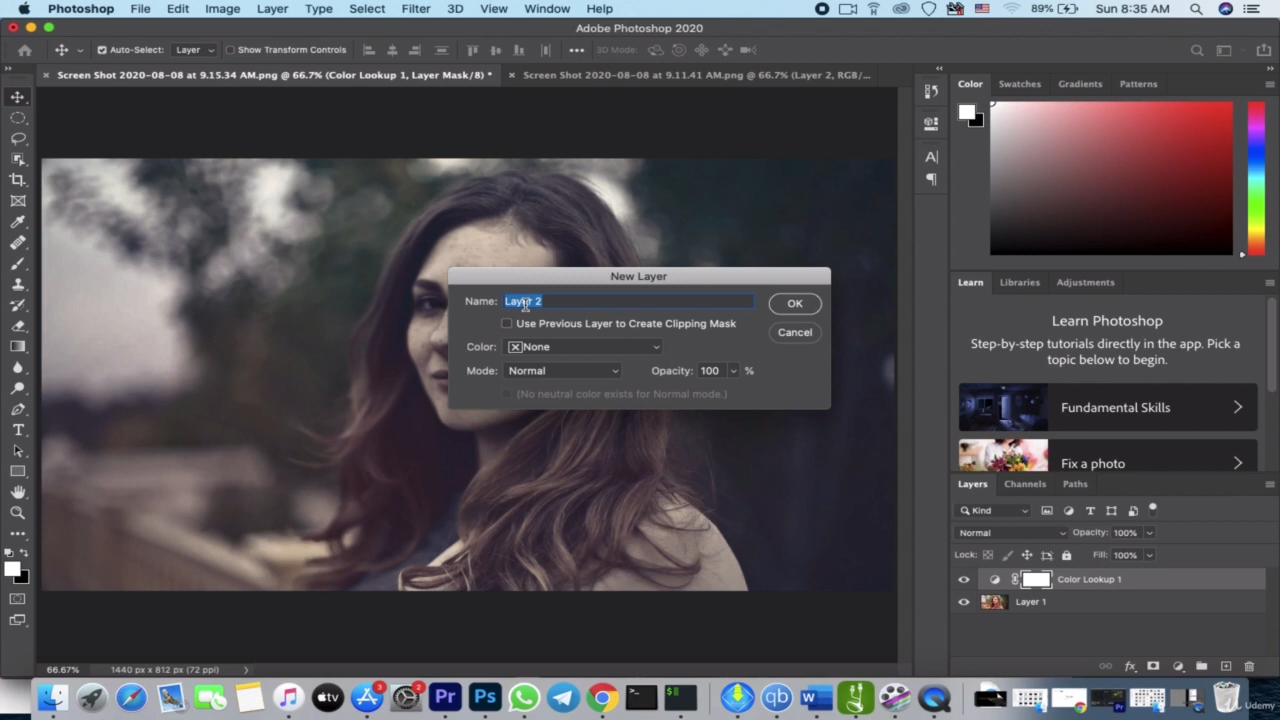 Photoshop File Edit Image Layer Type Select Filter 3D View Window Help 89% Sun 8:35 AM
Adobe Photoshop 2020
Auto-Select: Layer Show Transform Controls 3D Mode:
× Screen Shot 2020-08-08 at 9.15.34 AM.png @ 66.7% (Color Lookup 1, Layer Mask/8) * × Screen Shot 2020-08-08 at 9.11.41 AM.png @ 66.7% (Layer 2, RGB/...
Color Swatches Gradients Patterns
New Layer
Name: Layer 2 OK
Use Previous Layer to Create Clipping Mask Cancel
Color: None
Mode: Normal Opacity: 100 %
(No neutral color exists for Normal mode.)
Learn Libraries Adjustments
Learn Photoshop
Step-by-step tutorials directly in the app. Pick a
topic below to begin.
Fundamental Skills
Fix a photo
Layers Channels Paths
Kind
Normal Opacity: 100%
Lock: Fill: 100%
Color Lookup 1
Layer 1
66.67% 1440 px x 812 px (72 ppi)
tv 3 2 Pr Ps qb W
Udemy